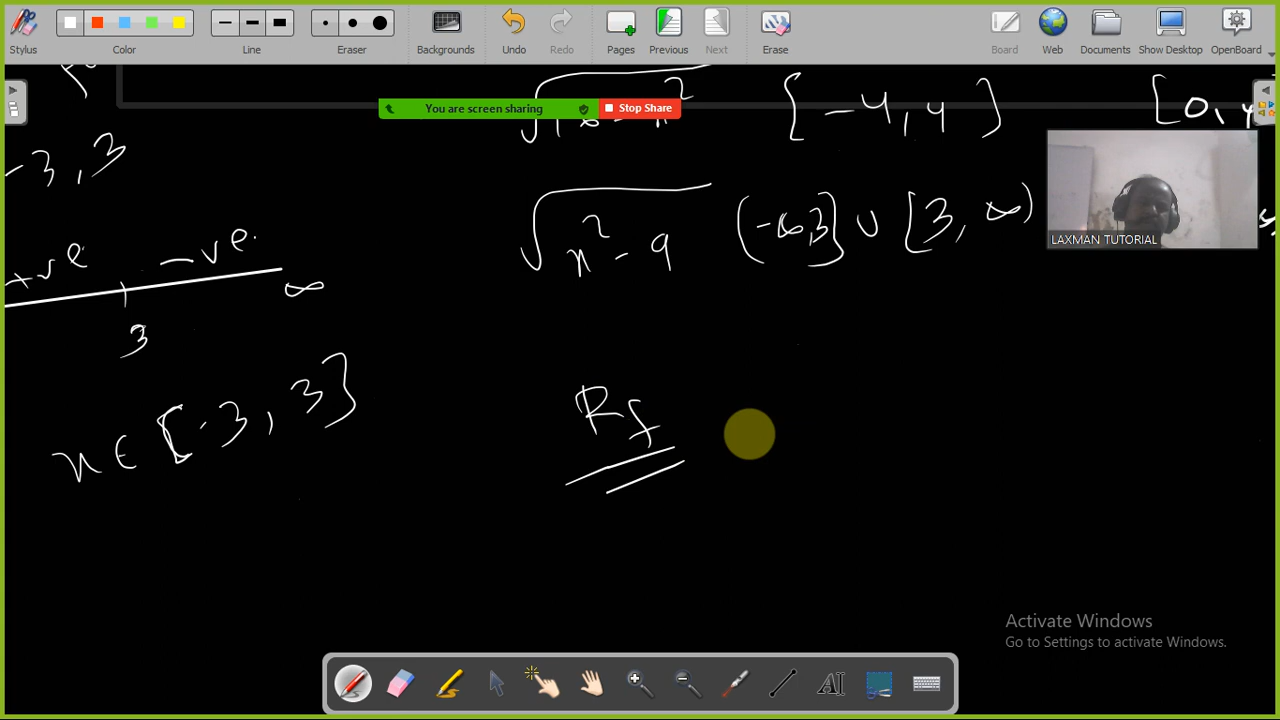 Stylus
Color
Line
Eraser
Backgrounds
Undo
Redo
Pages
Previous
Next
Erase
Board
Web
Documents
Show Desktop
OpenBoard
You are screen sharing
Stop Share
[-4, 4]
[0, 4
-3, 3
√x²-9 (-∞,3] ∪ [3, ∞)
LAXMAN TUTORIAL
+ve -ve
3 ∞
x ∈ [-3, 3]
Rf
Activate Windows
Go to Settings to activate Windows.